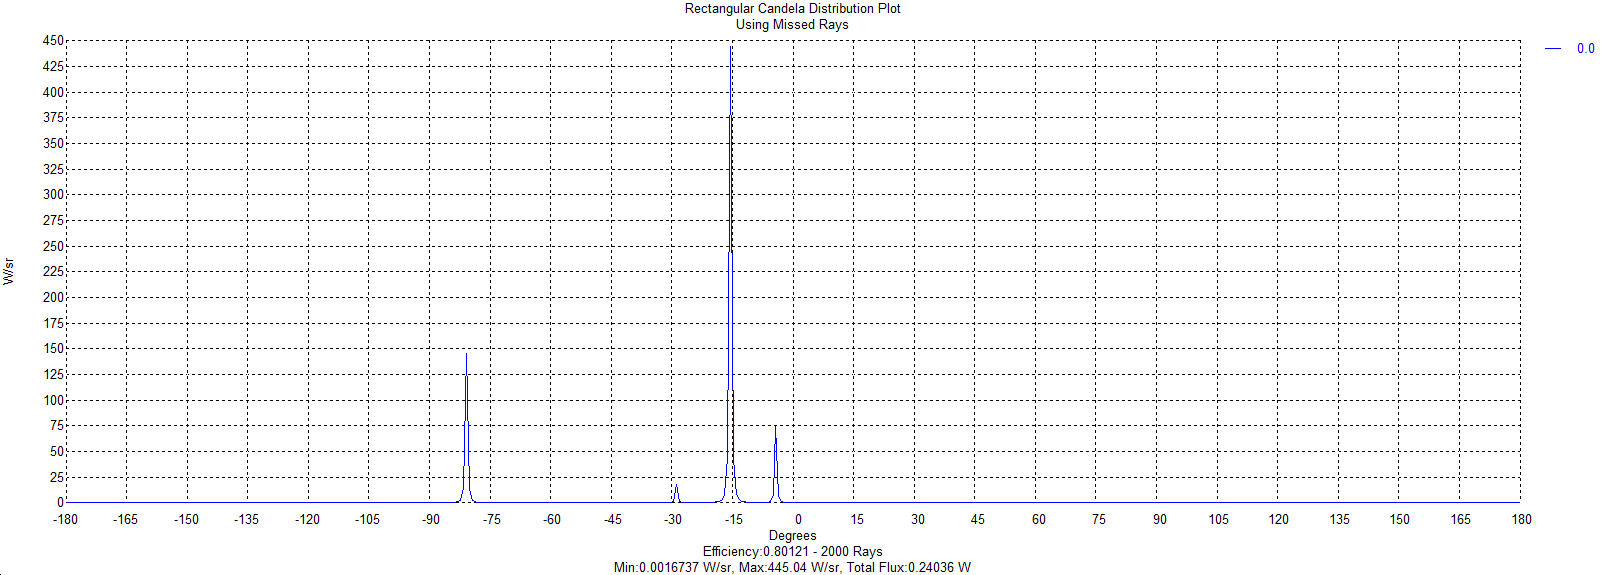 Rectangular Candela Distribution Plot
Using Missed Rays
450
425
400
375
350
325
300
275
250
225
200
175
150
125
100
75
50
25
0
W/sr
-180 -165 -150 -135 -120 -105 -90 -75 -60 -45 -30 -15 0 15 30 45 60 75 90 105 120 135 150 165 180
Degrees
Efficiency:0.80121 - 2000 Rays
Min:0.0016737 W/sr, Max:445.04 W/sr, Total Flux:0.24036 W
0.0